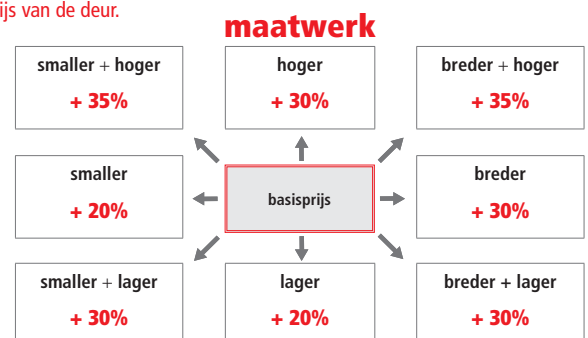 ijs van de deur.
maatwerk
smaller + hoger
+ 35%
hoger
+ 30%
breder + hoger
+ 35%
smaller
+ 20%
basisprijs
breder
+ 30%
smaller + lager
+ 30%
lager
+ 20%
breder + lager
+ 30%